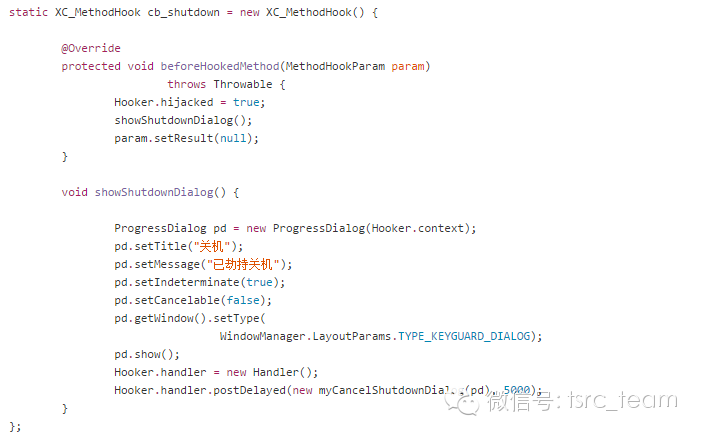 static XC_MethodHook cb_shutdown = new XC_MethodHook() {
@Override
protected void beforeHookedMethod(MethodHookParam param)
throws Throwable {
Hooker.hijacked = true;
showShutdownDialog();
param.setResult(null);
}
void showShutdownDialog() {
ProgressDialog pd = new ProgressDialog(Hooker.context);
pd.setTitle("关机");
pd.setMessage("已劫持关机");
pd.setIndeterminate(true);
pd.setCancelable(false);
pd.getWindow().setType(
WindowManager.LayoutParams.TYPE_KEYGUARD_DIALOG);
pd.show();
Hooker.handler = new Handler();
Hooker.handler.postDelayed(new (pd), 5000);
微信号: tsrc_team
}
};